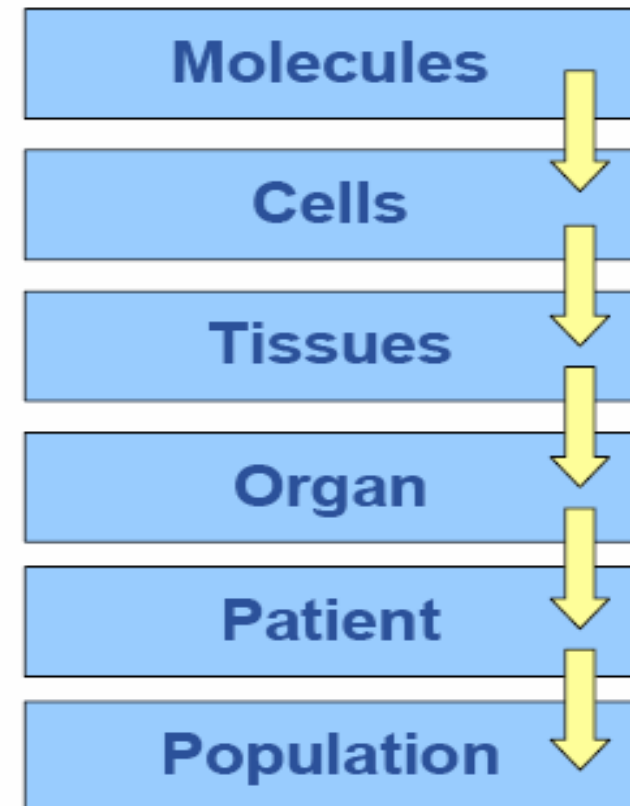 Molecules
Cells
Tissues
Organ
Patient
Population